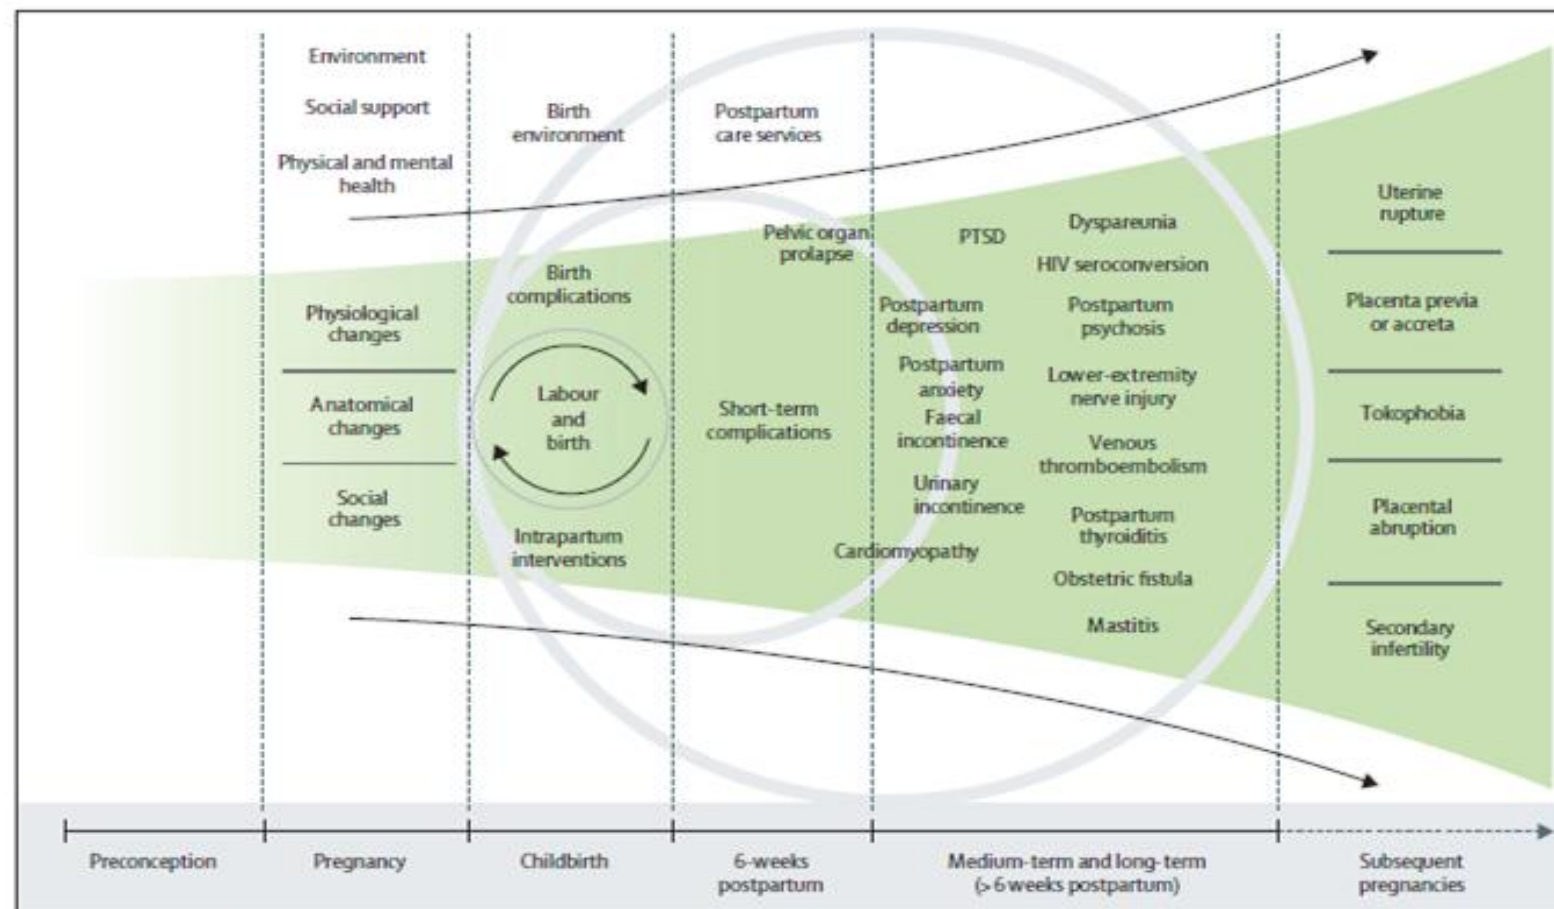 Environment
Social support
Physical and mental
health
Birth
environment
Postpartum
care services
Physiological
changes
Anatomical
changes
Social
changes
Birth
complications
Labour
and
birth
Intrapartum
interventions
Pelvic organ
prolapse
Short-term
complications
Cardiomyopathy
PTSD
Postpartum
depression
Postpartum
anxiety
Faecal
incontinence
Urinary
incontinence
Dyspareunia
HIV seroconversion
Postpartum
psychosis
Lower-extremity
nerve injury
Venous
thromboembolism
Postpartum
thyroiditis
Obstetric fistula
Mastitis
Uterine
rupture
Placenta previa
or accreta
Tokophobia
Placental
abruption
Secondary
infertility
Preconception
Pregnancy
Childbirth
6-weeks
postpartum
Medium-term and long-term
(>6 weeks postpartum)
Subsequent
pregnancies